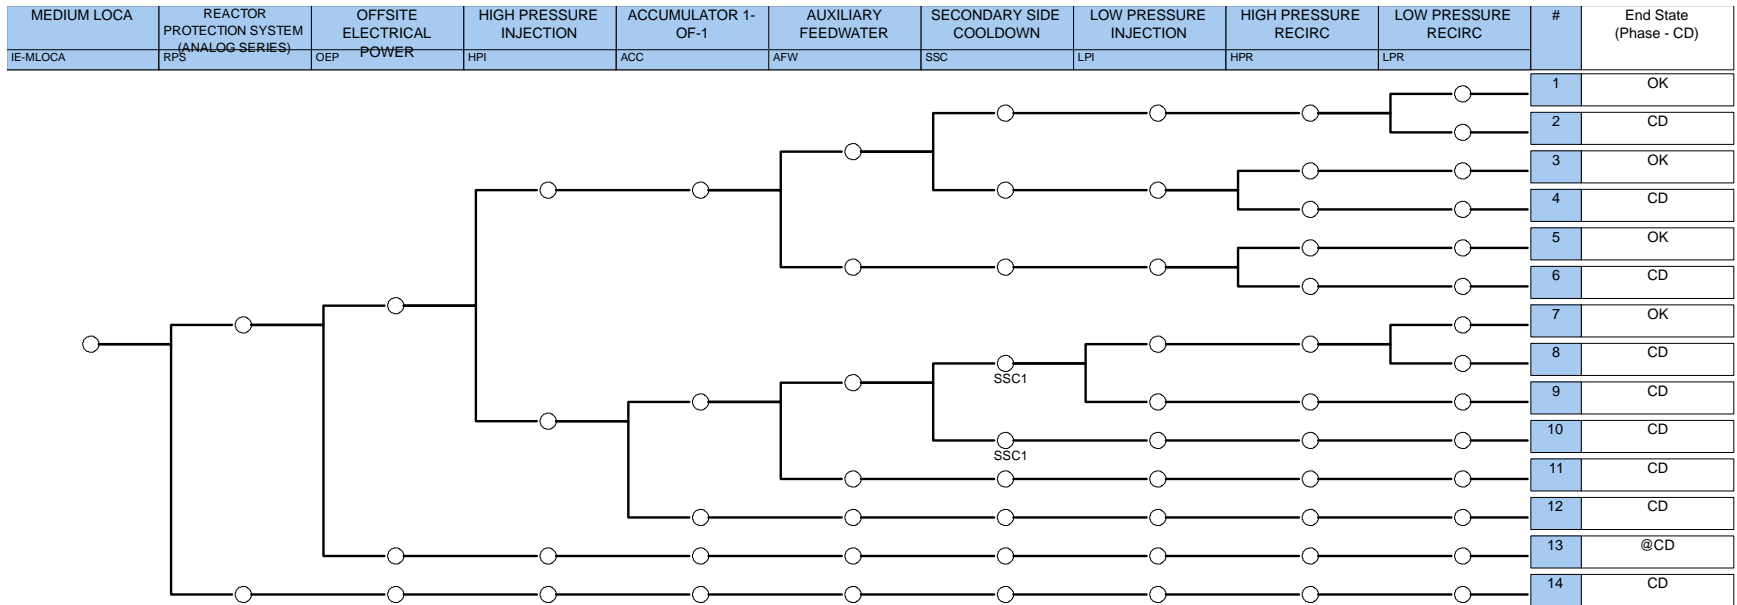 MEDIUM LOCA
REACTOR
PROTECTION SYSTEM
(ANALOG SERIES)
OFFSITE
ELECTRICAL
POWER
HIGH PRESSURE
INJECTION
ACCUMULATOR 1-
OF-1
AUXILIARY
FEEDWATER
SECONDARY SIDE
COOLDOWN
LOW PRESSURE
INJECTION
HIGH PRESSURE
RECIRC
LOW PRESSURE
RECIRC
#
End State
(Phase - CD)
IE-MLOCA
RPS
OEP
HPI
ACC
AFW
SSC
LPI
HPR
LPR
1 OK
2 CD
3 OK
4 CD
5 OK
6 CD
7 OK
8 CD
SSC1
9 CD
10 CD
SSC1
11 CD
12 CD
13 @CD
14 CD